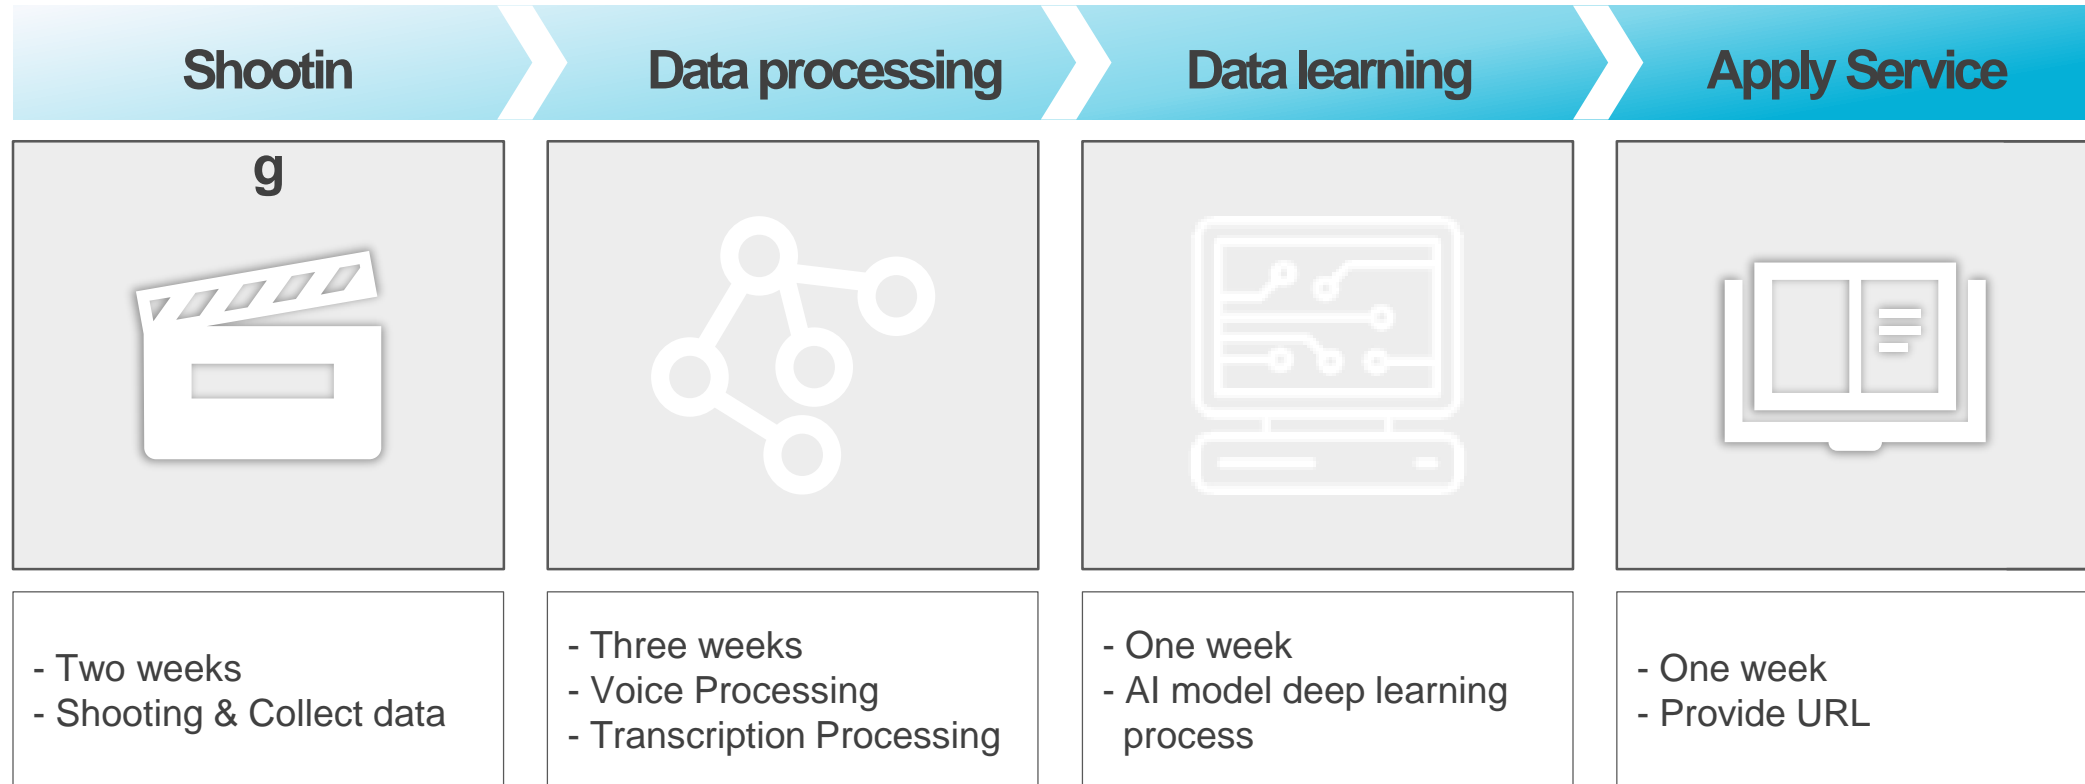 Shootin
g
Data processing
Data learning
Apply Service
- Two weeks
- Shooting & Collect data
- Three weeks
- Voice Processing
- Transcription Processing
- One week
- AI model deep learning
process
- One week
- Provide URL